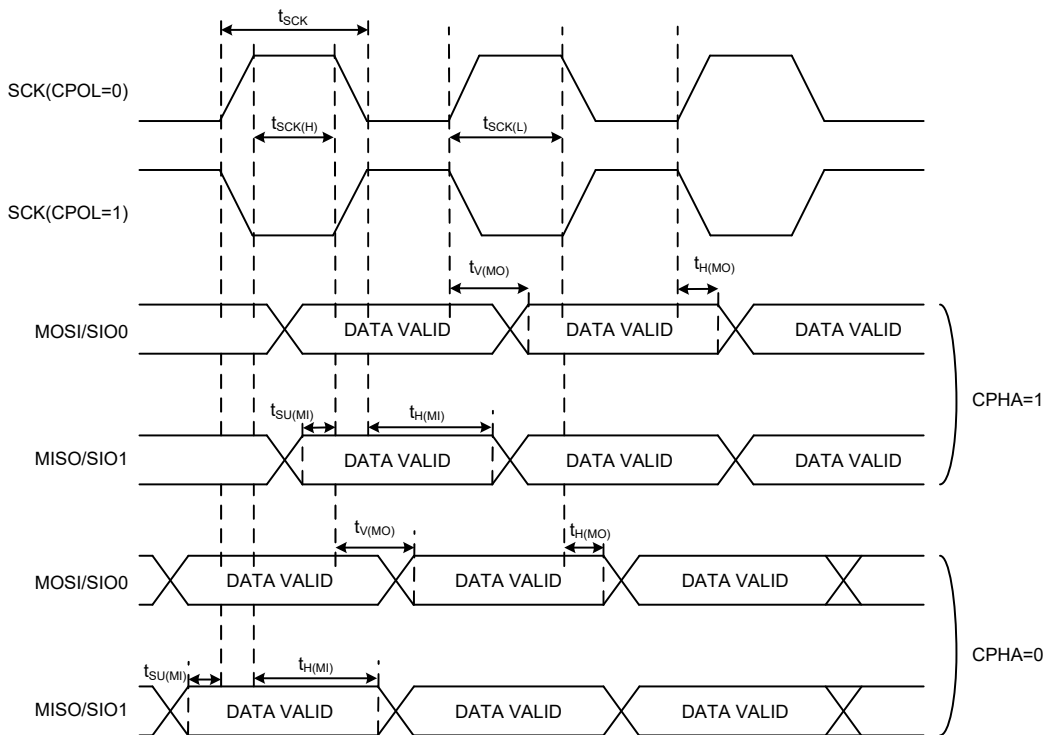 tSCK
SCK(CPOL=0)
tSCK(H)
tSCK(L)
SCK(CPOL=1)
tV(MO)
tH(MO)
MOSI/SIO0
DATA VALID
DATA VALID
DATA VALID
CPHA=1
tSU(MI)
tH(MI)
MISO/SIO1
DATA VALID
DATA VALID
DATA VALID
tV(MO)
tH(MO)
MOSI/SIO0
DATA VALID
DATA VALID
DATA VALID
CPHA=0
tSU(MI)
tH(MI)
MISO/SIO1
DATA VALID
DATA VALID
DATA VALID